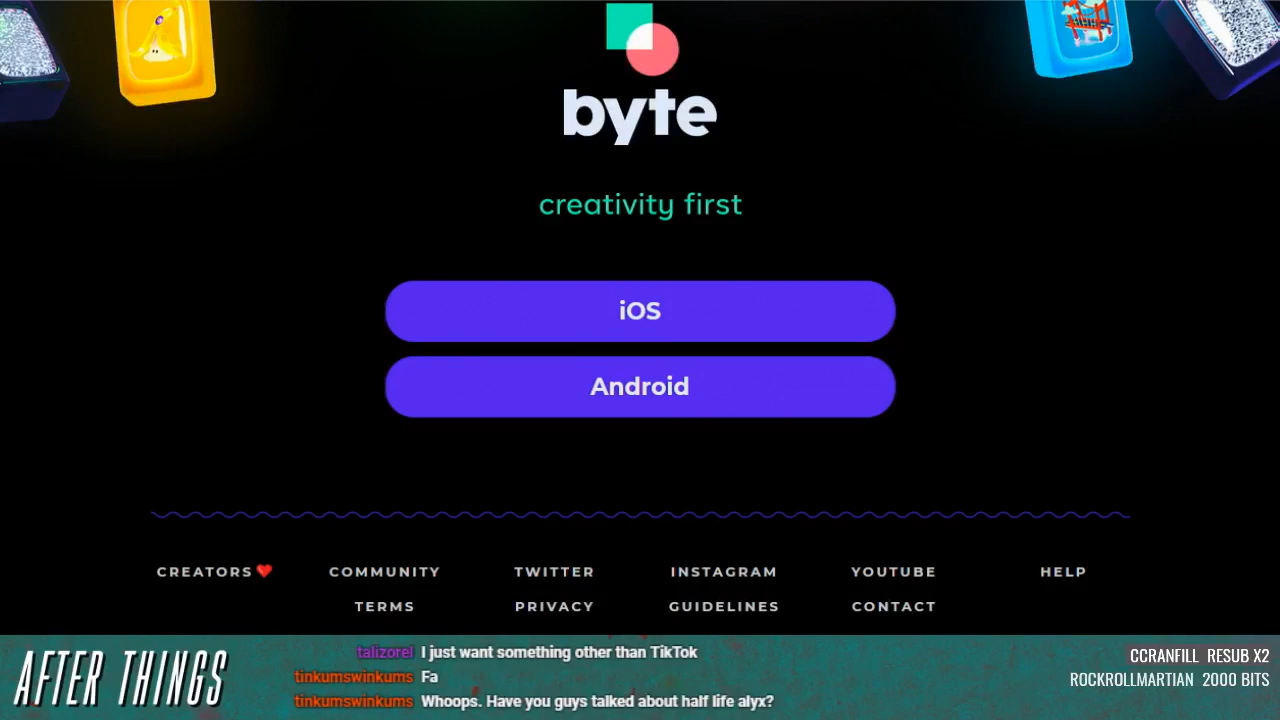 byte
creativity first
iOS
Android
CREATORS❤️ COMMUNITY TWITTER INSTAGRAM YOUTUBE HELP
TERMS PRIVACY GUIDELINES CONTACT
AFTER THINGS
talizorel I just want something other than TikTok
tinkumswinkums Fa
tinkumswinkums Whoops. Have you guys talked about half life alyx?
CCRANFILL RESUB X2
ROCKROLLMARTIAN 2000 BITS